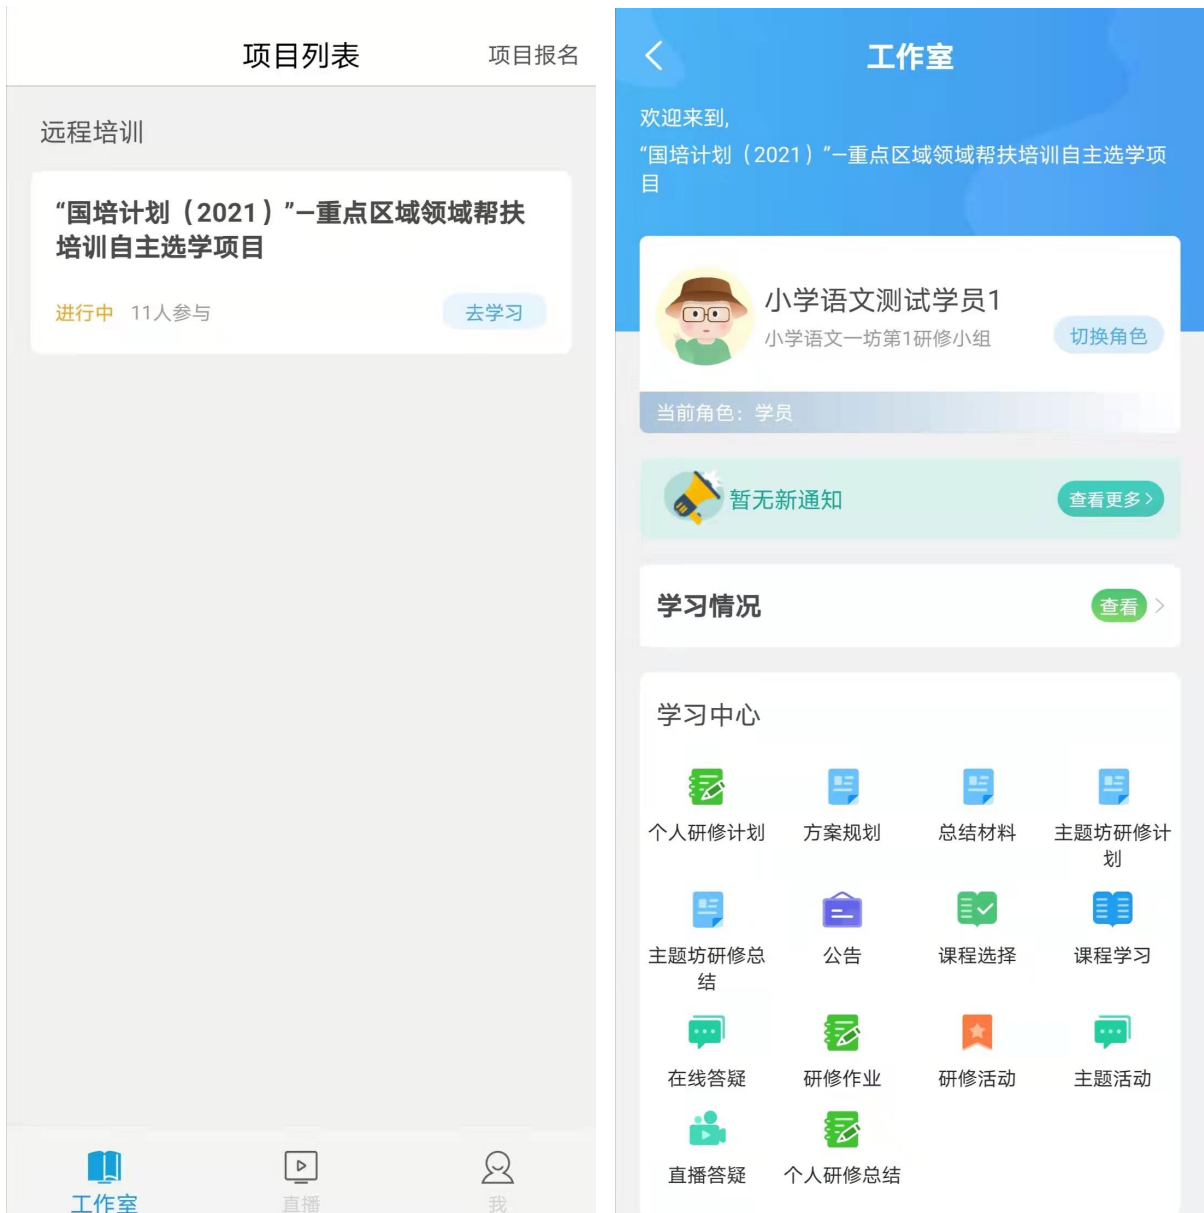 项目列表
项目报名
远程培训
“国培计划（2021）”–重点区域领域帮扶
培训自主选学项目
进行中 11人参与
去学习
工作室
直播
我
工作室
欢迎来到,
“国培计划（2021）”–重点区域领域帮扶培训自主选学项
目
小学语文测试学员1
小学语文一坊第1研修小组
切换角色
当前角色：学员
暂无新通知
查看更多>
学习情况
查看 >
学习中心
个人研修计划
方案规划
总结材料
主题坊研修计
划
主题坊研修总
结
公告
课程选择
课程学习
在线答疑
研修作业
研修活动
主题活动
直播答疑
个人研修总结